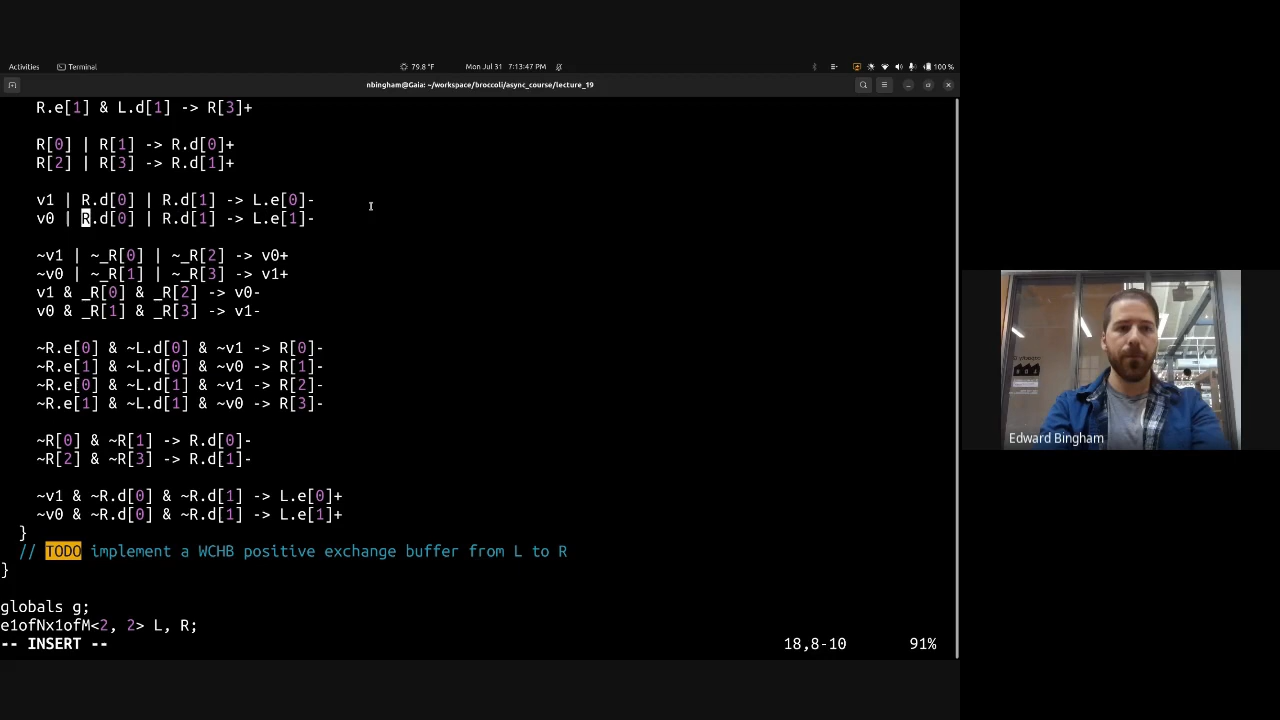 Activities
Terminal
79.8 °F
Mon Jul 31 7:13:47 PM
100 %
nbingham@Gaia: ~/workspace/broccoli/async_course/lecture_19
R.e[1] & L.d[1] -> R[3]+
R[0] | R[1] -> R.d[0]+
R[2] | R[3] -> R.d[1]+
v1 | R.d[0] | R.d[1] -> L.e[0]-
v0 | R.d[0] | R.d[1] -> L.e[1]-
~v1 | ~_R[0] | ~_R[2] -> v0+
~v0 | ~_R[1] | ~_R[3] -> v1+
v1 & _R[0] & _R[2] -> v0-
v0 & _R[1] & _R[3] -> v1-
~R.e[0] & ~L.d[0] & ~v1 -> R[0]-
~R.e[1] & ~L.d[0] & ~v0 -> R[1]-
~R.e[0] & ~L.d[1] & ~v1 -> R[2]-
~R.e[1] & ~L.d[1] & ~v0 -> R[3]-
~R[0] & ~R[1] -> R.d[0]-
~R[2] & ~R[3] -> R.d[1]-
~v1 & ~R.d[0] & ~R.d[1] -> L.e[0]+
~v0 & ~R.d[0] & ~R.d[1] -> L.e[1]+
}
// TODO implement a WCHB positive exchange buffer from L to R
}
globals g;
e1ofNx1ofM<2, 2> L, R;
-- INSERT --
18,8-10
91%
Edward Bingham